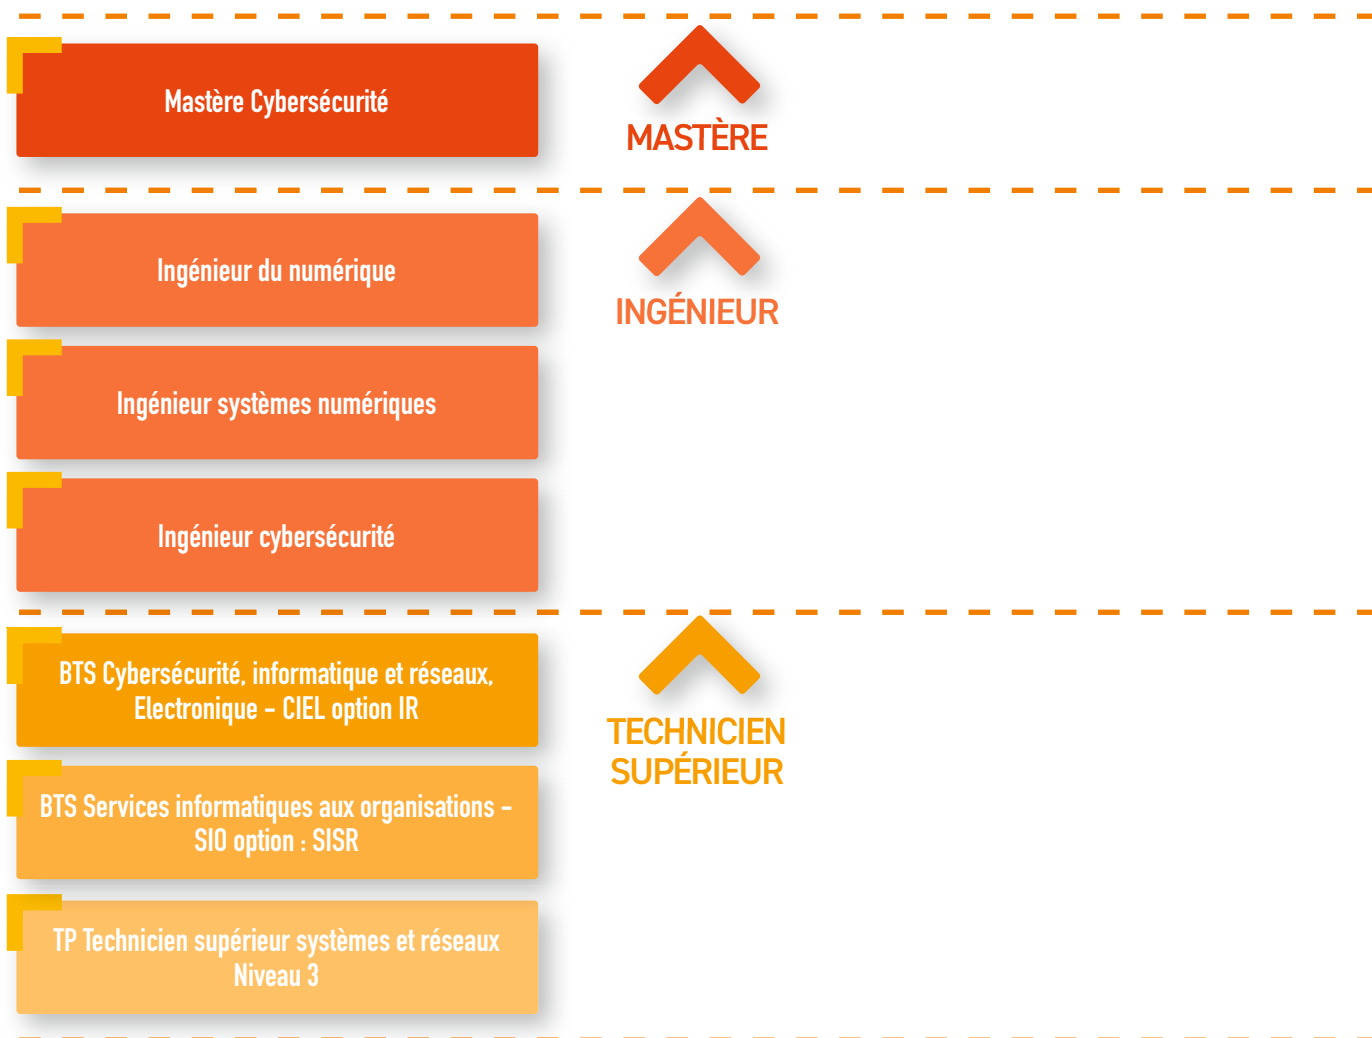 Mastère Cybersécurité
MASTÈRE
Ingénieur du numérique
INGÉNIEUR
Ingénieur systèmes numériques
Ingénieur cybersécurité
BTS Cybersécurité, informatique et réseaux,
Electronique - CIEL option IR
TECHNICIEN
SUPÉRIEUR
BTS Services informatiques aux organisations -
SIO option : SISR
TP Technicien supérieur systèmes et réseaux
Niveau 3